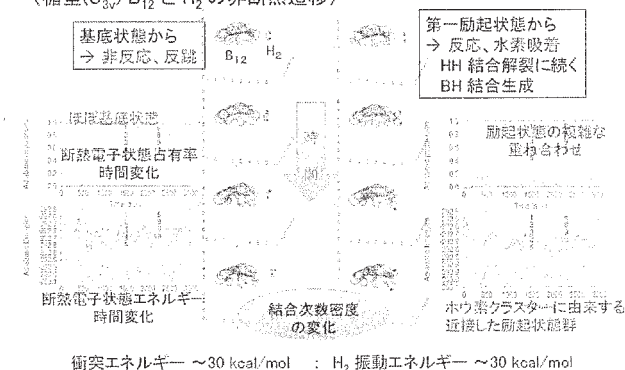 (楯型(C3v) B12 と H2 の非断熱遷移)
基底状態から
→ 非反応、反跳
B12
H2
第一励起状態から
→ 反応、水素吸着
HH 結合解裂に続く
BH 結合生成
ほぼ基底状態
断熱電子状態占有率
時間変化
時間
励起状態の複雑な
重ね合わせ
断熱電子状態エネルギー
時間変化
結合次数密度
の変化
ホウ素クラスターに由来する
近接した励起状態群
衝突エネルギー ~30 kcal/mol : H2 振動エネルギー ~30 kcal/mol